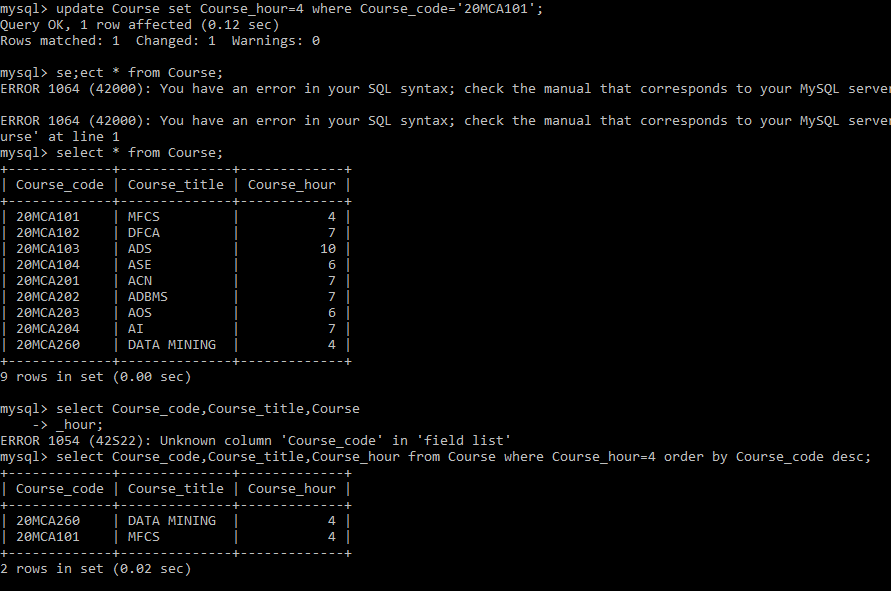 mysql> update Course set Course_hour=4 where Course_code='20MCA101';
Query OK, 1 row affected (0.12 sec)
Rows matched: 1  Changed: 1  Warnings: 0

mysql> se;ect * from Course;
ERROR 1064 (42000): You have an error in your SQL syntax; check the manual that corresponds to your MySQL server

ERROR 1064 (42000): You have an error in your SQL syntax; check the manual that corresponds to your MySQL server
urse' at line 1
mysql> select * from Course;
+-------------+--------------+-------------+
| Course_code | Course_title | Course_hour |
+-------------+--------------+-------------+
| 20MCA101    | MFCS         |           4 |
| 20MCA102    | DFCA         |           7 |
| 20MCA103    | ADS          |          10 |
| 20MCA104    | ASE          |           6 |
| 20MCA201    | ACN          |           7 |
| 20MCA202    | ADBMS        |           7 |
| 20MCA203    | AOS          |           6 |
| 20MCA204    | AI           |           7 |
| 20MCA260    | DATA MINING  |           4 |
+-------------+--------------+-------------+
9 rows in set (0.00 sec)

mysql> select Course_code,Course_title,Course
    -> _hour;
ERROR 1054 (42S22): Unknown column 'Course_code' in 'field list'
mysql> select Course_code,Course_title,Course_hour from Course where Course_hour=4 order by Course_code desc;
+-------------+--------------+-------------+
| Course_code | Course_title | Course_hour |
+-------------+--------------+-------------+
| 20MCA260    | DATA MINING  |           4 |
| 20MCA101    | MFCS         |           4 |
+-------------+--------------+-------------+
2 rows in set (0.02 sec)